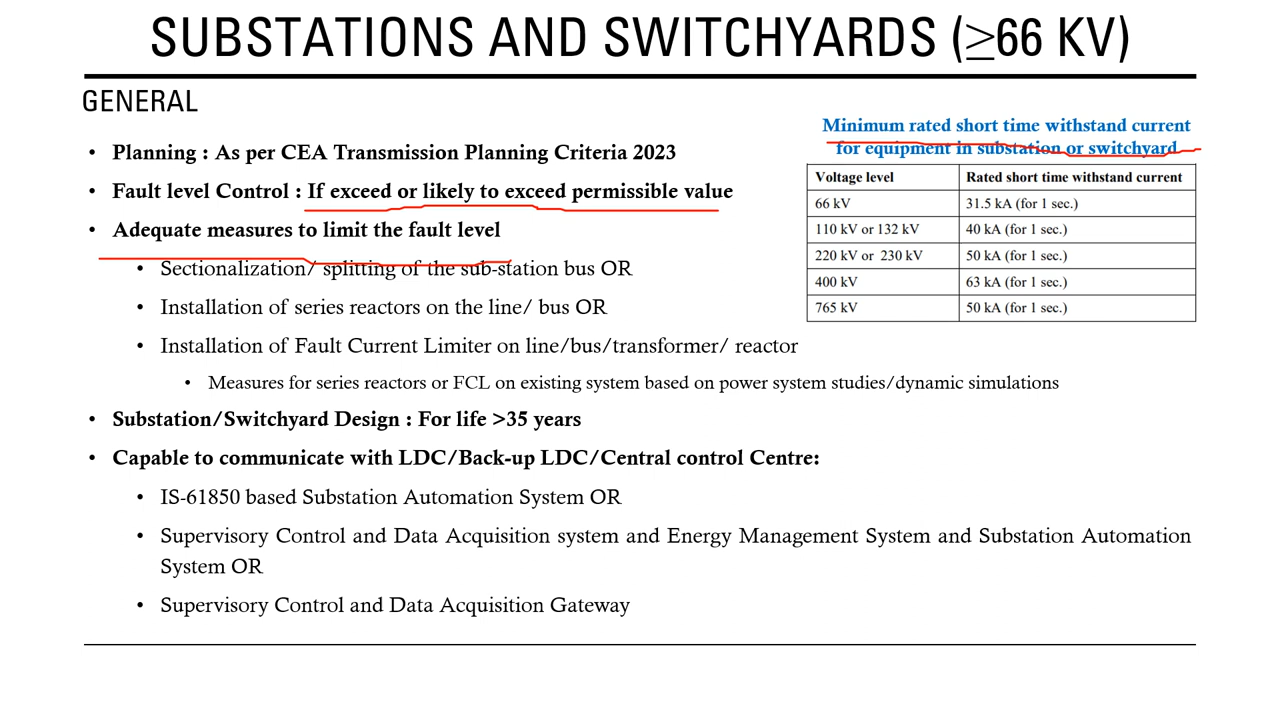 SUBSTATIONS AND SWITCHYARDS (≥66 KV)
GENERAL
• Planning : As per CEA Transmission Planning Criteria 2023
• Fault level Control : If exceed or likely to exceed permissible value
• Adequate measures to limit the fault level
• Sectionalization/ splitting of the sub-station bus OR
• Installation of series reactors on the line/ bus OR
• Installation of Fault Current Limiter on line/bus/transformer/ reactor
• Measures for series reactors or FCL on existing system based on power system studies/dynamic simulations
• Substation/Switchyard Design : For life >35 years
• Capable to communicate with LDC/Back-up LDC/Central control Centre:
• IS-61850 based Substation Automation System OR
• Supervisory Control and Data Acquisition system and Energy Management System and Substation Automation
System OR
• Supervisory Control and Data Acquisition Gateway
Minimum rated short time withstand current
for equipment in substation or switchyard
Voltage level Rated short time withstand current
66 kV 31.5 kA (for 1 sec.)
110 kV or 132 kV 40 kA (for 1 sec.)
220 kV or 230 kV 50 kA (for 1 sec.)
400 kV 63 kA (for 1 sec.)
765 kV 50 kA (for 1 sec.)